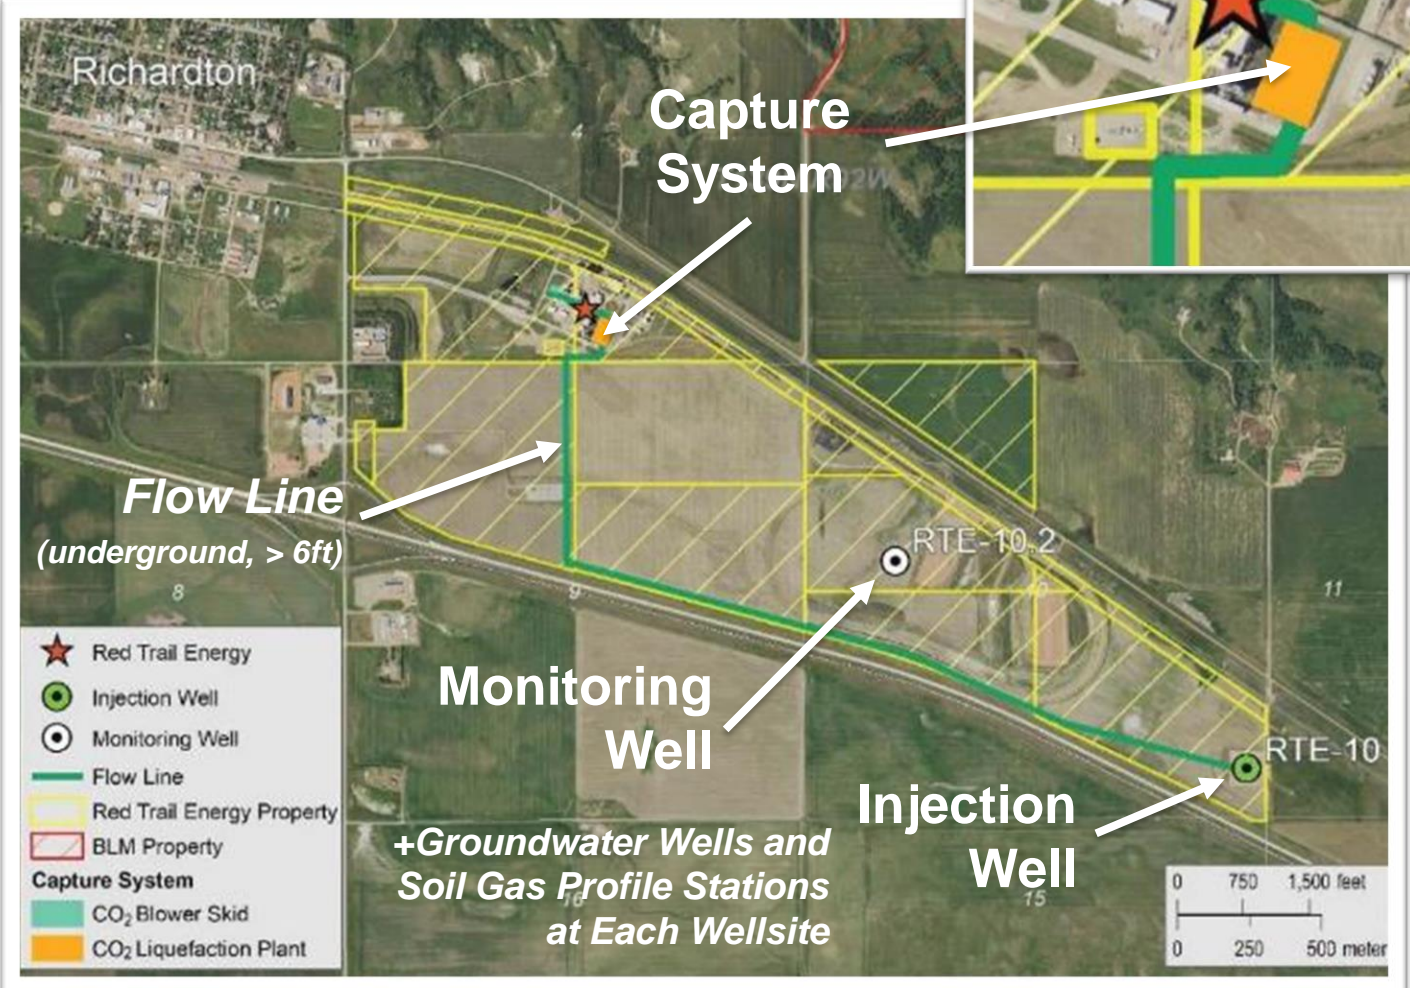 Richardton
Capture
System
4
2W
Flow Line
(underground, > 6ft)
RTE-10.2
8
9
10
11
Monitoring
Well
RTE-10
Injection
Well
+Groundwater Wells and
Soil Gas Profile Stations
at Each Wellsite
16
15
Red Trail Energy
Injection Well
Monitoring Well
Flow Line
Red Trail Energy Property
BLM Property
Capture System
CO₂ Blower Skid
CO₂ Liquefaction Plant
0 750 1,500 feet
0 250 500 meter